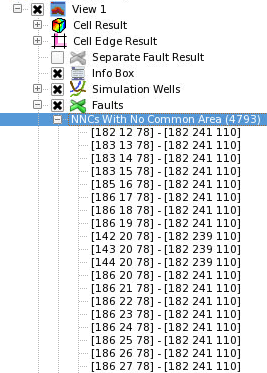 View 1
Cell Result
Cell Edge Result
Separate Fault Result
Info Box
Simulation Wells
Faults
NNCs With No Common Area (4793)
[182 12 78] - [182 241 110]
[183 13 78] - [182 241 110]
[183 14 78] - [182 241 110]
[183 15 78] - [182 241 110]
[185 16 78] - [182 241 110]
[186 17 78] - [182 241 110]
[186 18 78] - [182 241 110]
[186 19 78] - [182 241 110]
[142 20 78] - [182 239 110]
[143 20 78] - [182 239 110]
[144 20 78] - [182 239 110]
[186 20 78] - [182 241 110]
[186 21 78] - [182 241 110]
[186 22 78] - [182 241 110]
[186 23 78] - [182 241 110]
[186 24 78] - [182 241 110]
[186 25 78] - [182 241 110]
[186 26 78] - [182 241 110]
[186 27 78] - [182 241 110]